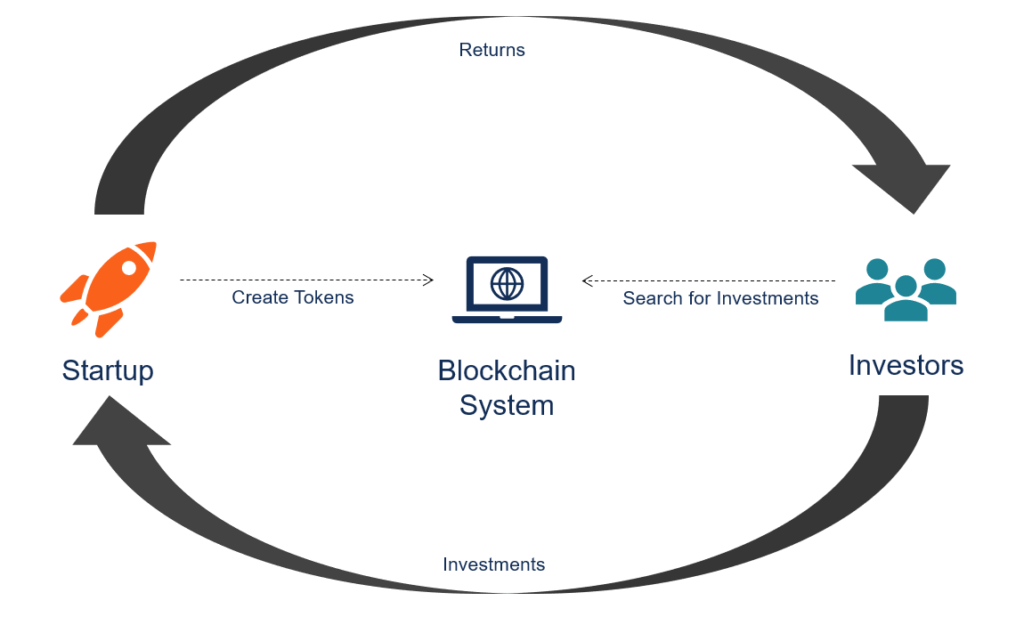 Returns
Create Tokens
Search for Investments
Startup
Blockchain
System
Investors
Investments